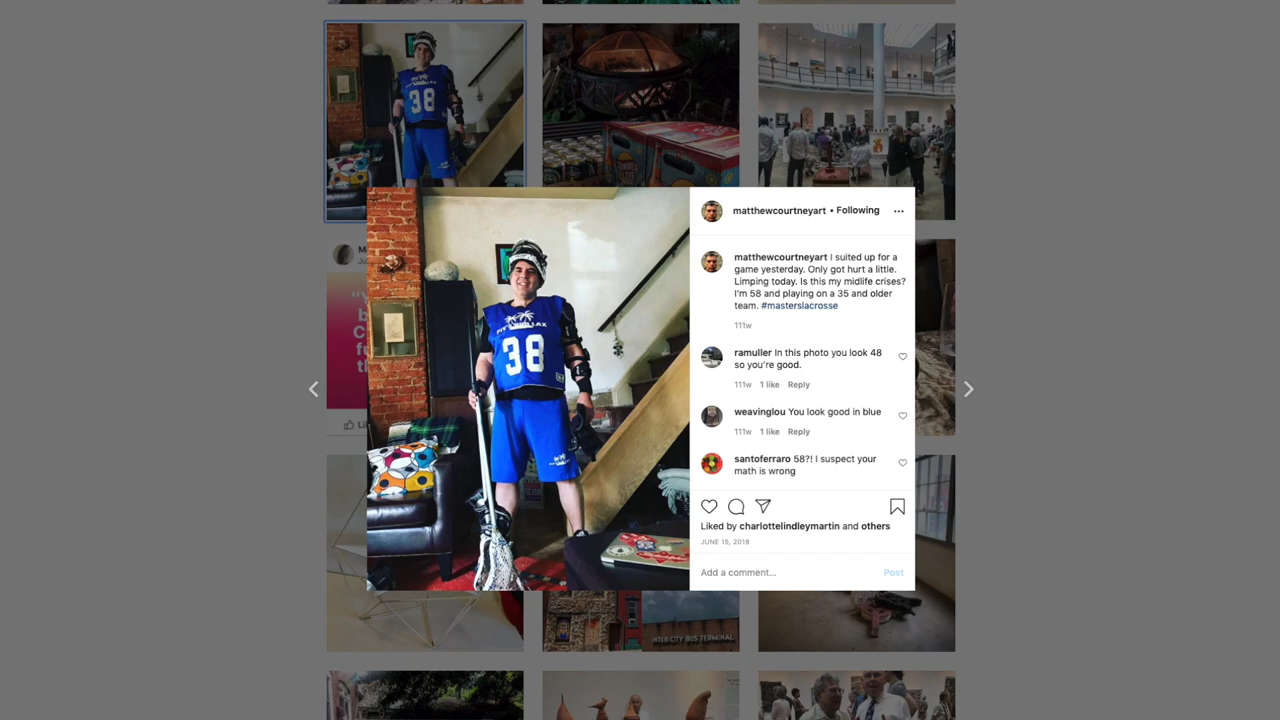 38
matthewcourtneyart • Following
matthewcourtneyart I suited up for a
game yesterday. Only got hurt a little.
Limping today. Is this my midlife crises?
I'm 58 and playing on a 35 and older
team. #masterslacrosse
111w
ramuller In this photo you look 48
so you're good.
111w 1 like Reply
weavinglou You look good in blue
111w 1 like Reply
santoferraro 58?! I suspect your
math is wrong
38
Liked by charlottelindleymartin and others
JUNE 15, 2018
Add a comment... Post
INTER CITY BUS TERMINAL